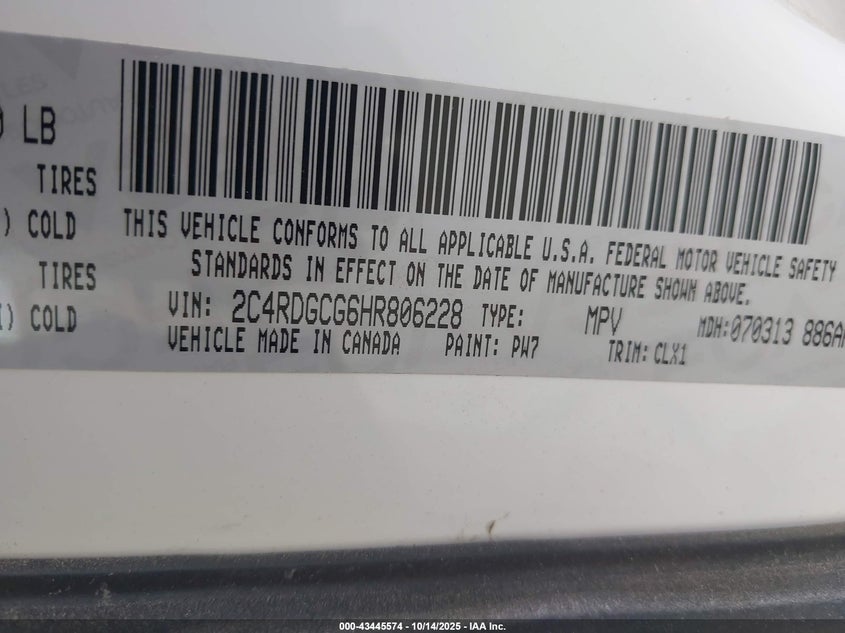 LB
TIRES
) COLD
TIRES
) COLD
THIS VEHICLE CONFORMS TO ALL APPLICABLE U.S.A. FEDERAL MOTOR VEHICLE SAFETY
STANDARDS IN EFFECT ON THE DATE OF MANUFACTURE SHOWN ABOVE.
VIN: 2C4RDGCG6HR806228 TYPE: MPV MDH: 070313 886A
VEHICLE MADE IN CANADA PAINT: PW7 TRIM: CLX1
000-43445574 | 10/14/2025 - IAA Inc.